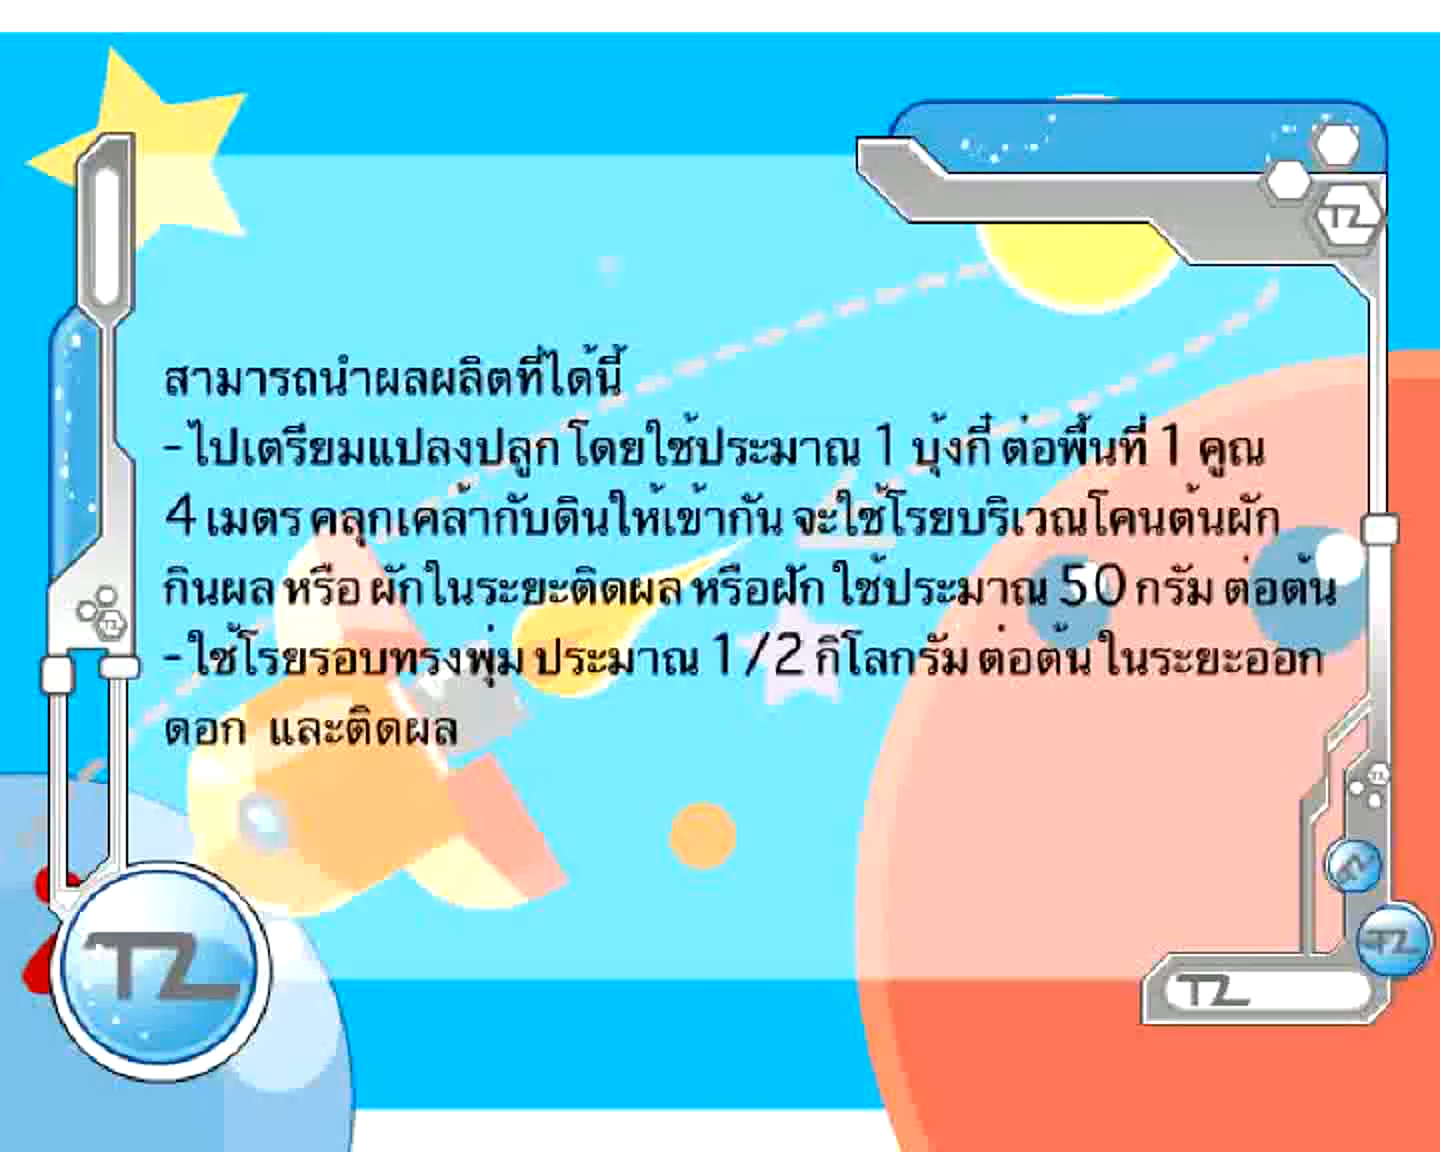 TZ
สามารถนำผลผลิตที่ได้นี้
-ไปเตรียมแปลงปลูก โดยใช้ประมาณ 1 บุ้งกี๋ ต่อพื้นที่ 1 คูณ
4 เมตร คลุกเคล้ากับดินให้เข้ากัน จะใช้โรยบริเวณโคนต้นผัก
กินผล หรือ ผักในระยะติดผล หรือฝัก ใช้ประมาณ 50 กรัม ต่อต้น
-ใช้โรยรอบทรงพุ่ม ประมาณ 1/2 กิโลกรัม ต่อต้น ในระยะออก
ดอก และติดผล
TZ
TZ
TZ
TZ
TZ